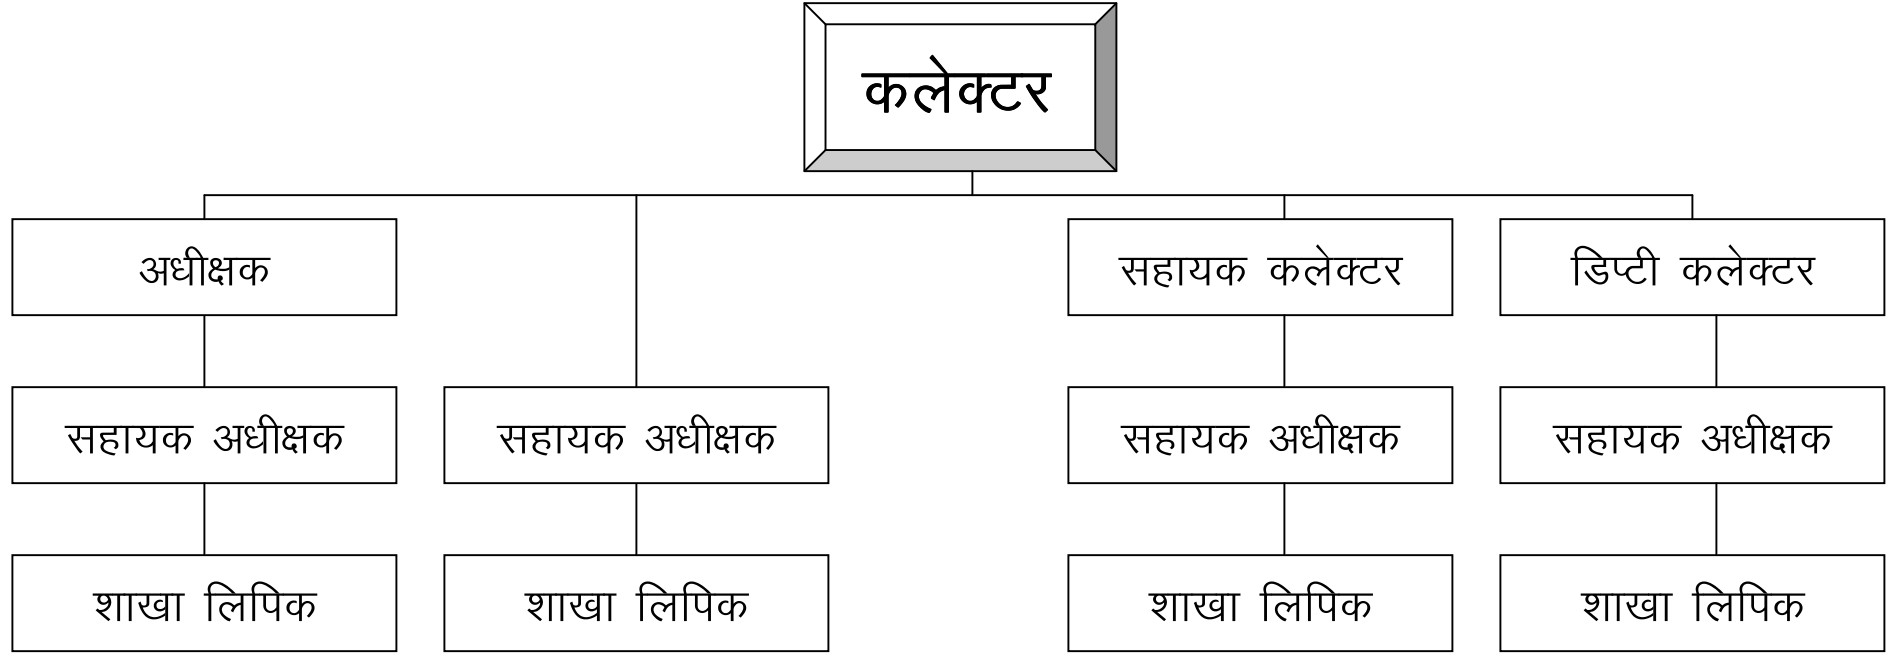 कलेक्टर
अधीक्षक
सहायक कलेक्टर
डिप्टी कलेक्टर
सहायक अधीक्षक
सहायक अधीक्षक
सहायक अधीक्षक
सहायक अधीक्षक
शाखा लिपिक
शाखा लिपिक
शाखा लिपिक
शाखा लिपिक